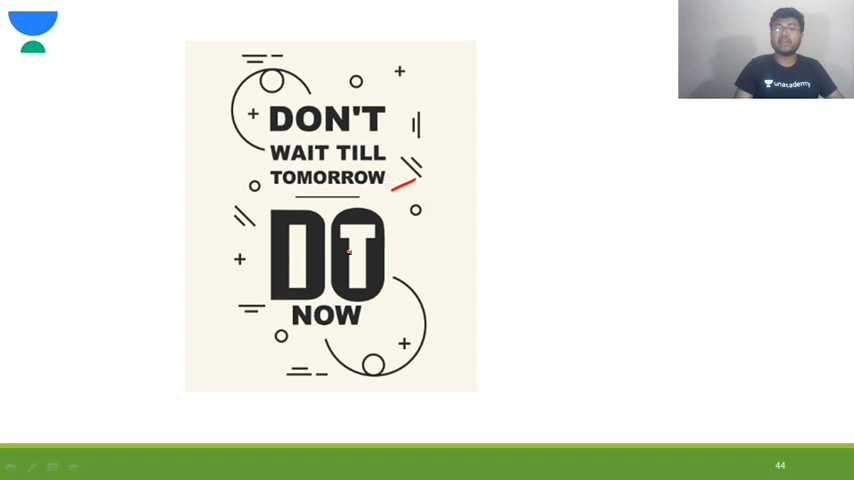 unacademy
DON'T
WAIT TILL
TOMORROW
DO
IT
NOW
44